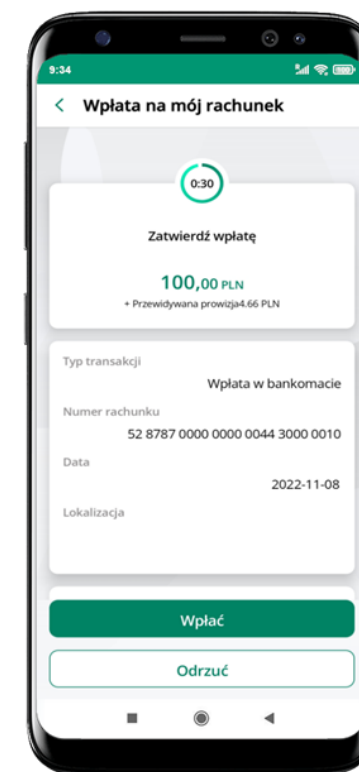 9:34
Wpłata na mój rachunek
0:30
Zatwierdź wpłatę
100,00 PLN
+ Przewidywana prowizja4.66 PLN
Typ transakcji
Wpłata w bankomacie
Numer rachunku
52 8787 0000 0000 0044 3000 0010
Data
2022-11-08
Lokalizacja
Wpłać
Odrzuć